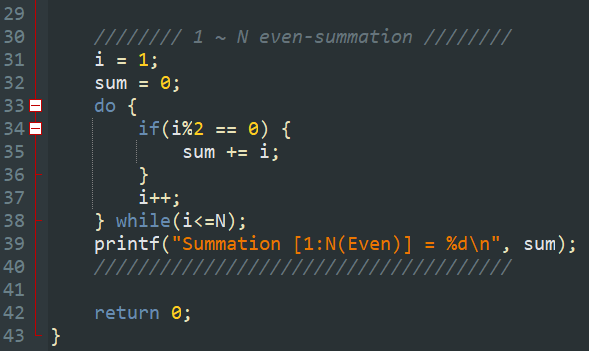 29
30 //////// 1 ~ N even-summation ////////
31 i = 1;
32 sum = 0;
33 do {
34 if(i%2 == 0) {
35 sum += i;
36 }
37 i++;
38 } while(i<=N);
39 printf("Summation [1:N(Even)] = %d\n", sum);
40 //////////////////////////////////////
41
42 return 0;
43 }